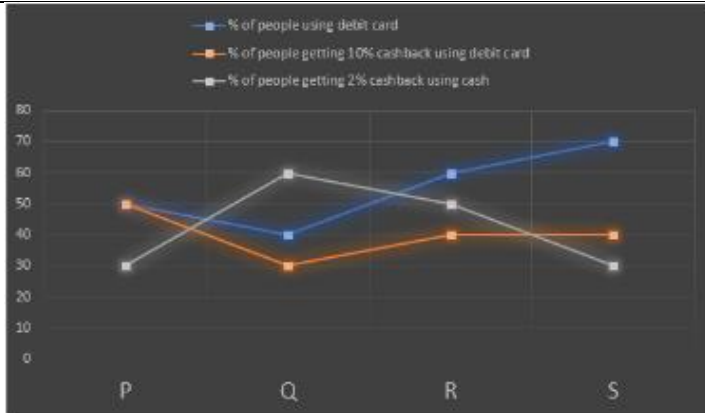 % of people using debit card
% of people getting 10% cashback using debit card
% of people getting 2% cashback using cash
80
70
60
50
40
30
20
10
0
P Q R S